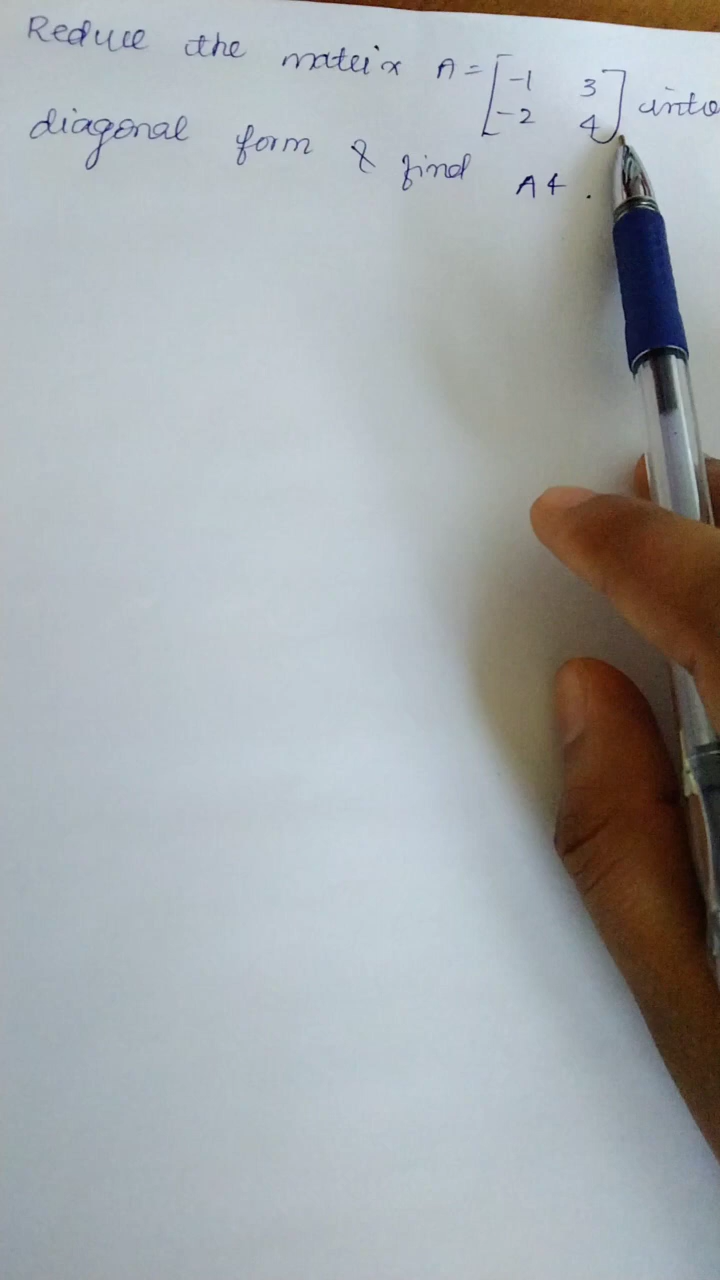 Reduce the matrix A = [-1 3
-2 4] into
diagonal form & find A4.